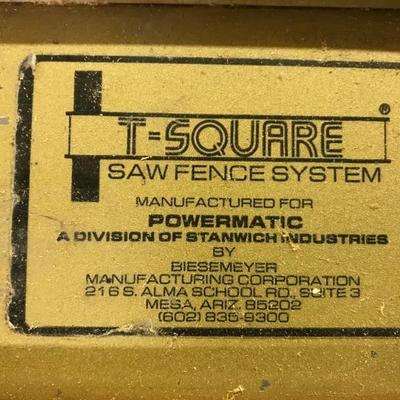 ®
T-SQUARE
SAW FENCE SYSTEM
MANUFACTURED FOR
POWERMATIC
A DIVISION OF STANWICH INDUSTRIES
BY
BIESEMEYER
MANUFACTURING CORPORATION
216 S. ALMA SCHOOL RD., SUITE 3
MESA, ARIZ. 85202
(602) 835-9300